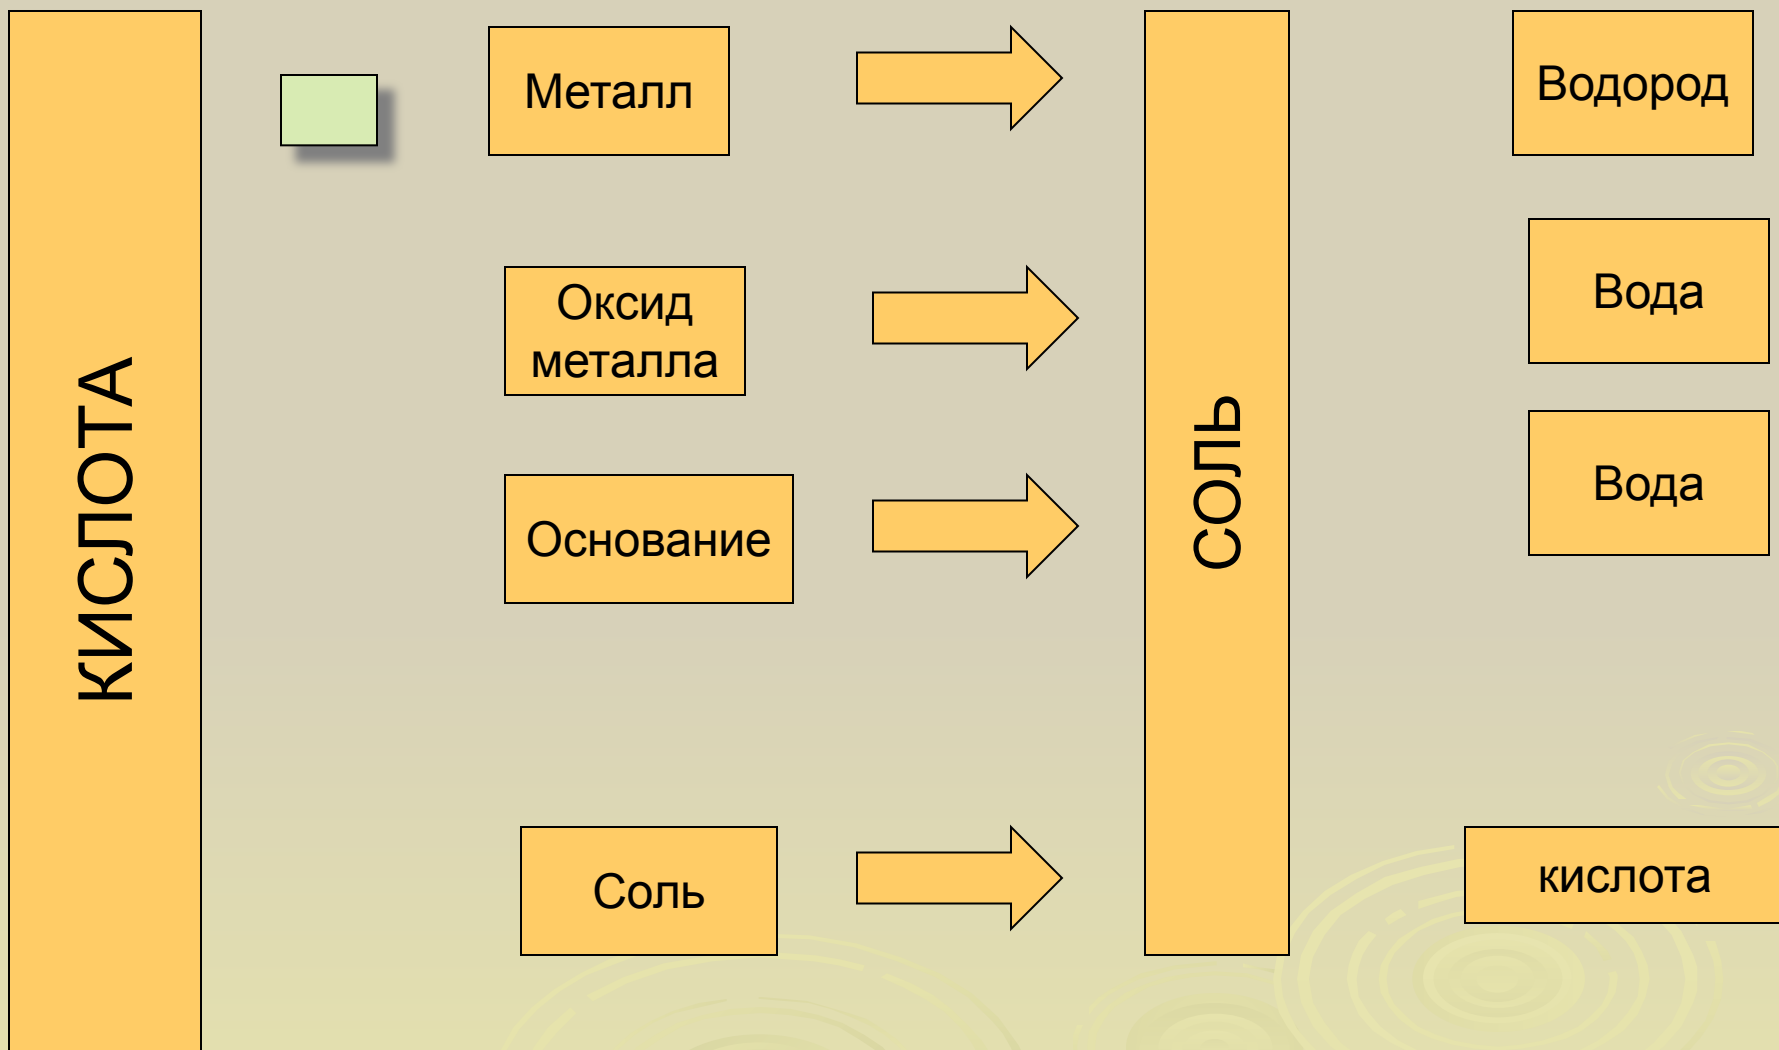 КИСЛОТА
Металл
Водород
Оксид
металла
Вода
Основание
СОЛЬ
Вода
Соль
кислота